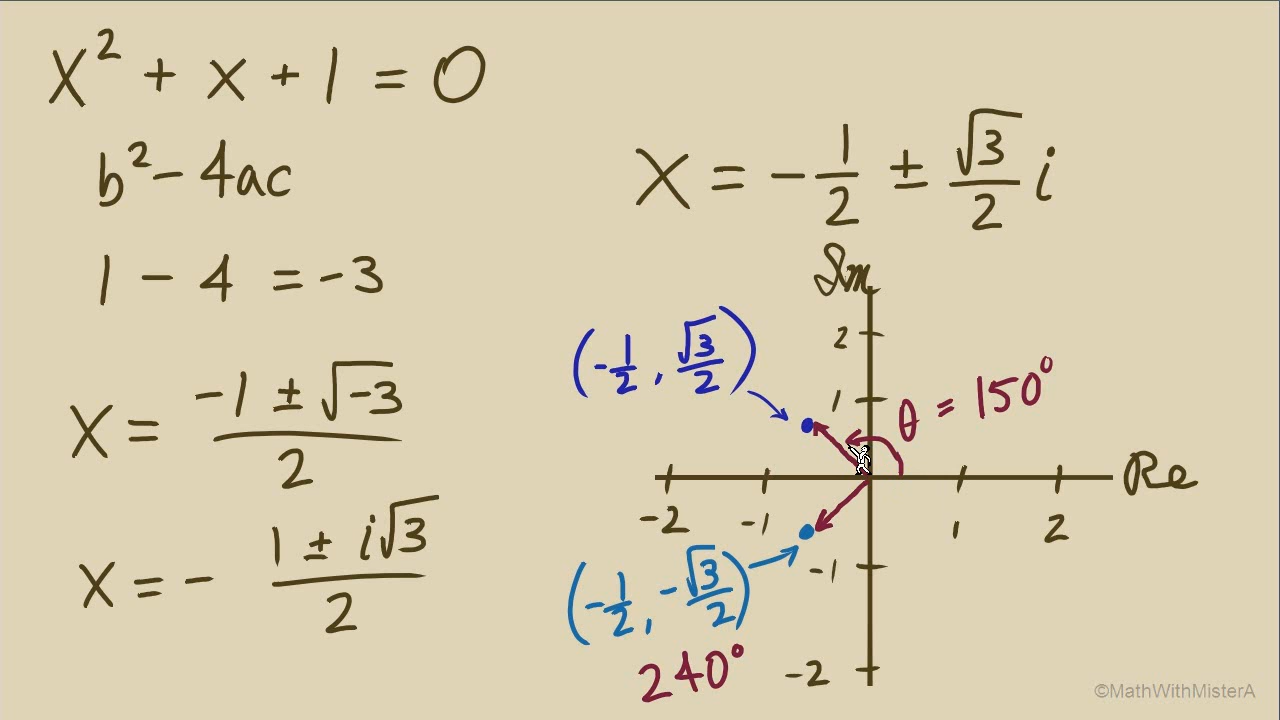 x² + x + 1 = 0
b² - 4ac
1 - 4 = -3
x = (-1 ± √-3)/2
x = - (1 ± i√3)/2
x = -1/2 ± √3/2 i
Im
2
(-1/2, √3/2)
1
θ = 150°
-2 -1 1 2 Re
-1
(-1/2, -√3/2)
240°
-2
©MathWithMisterA